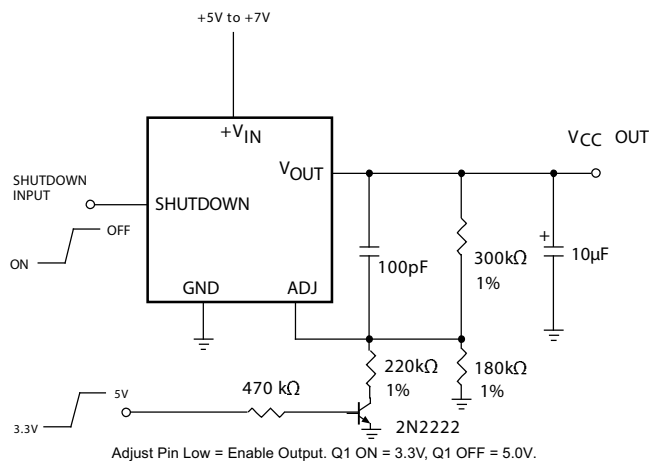 +5V to +7V
+VIN
VCC OUT
VOUT
SHUTDOWN
INPUT
SHUTDOWN
OFF
ON
100pF
300kΩ
1%
+
10µF
GND
ADJ
220kΩ
1%
180kΩ
1%
470 kΩ
5V
3.3V
2N2222
Adjust Pin Low = Enable Output. Q1 ON = 3.3V, Q1 OFF = 5.0V.